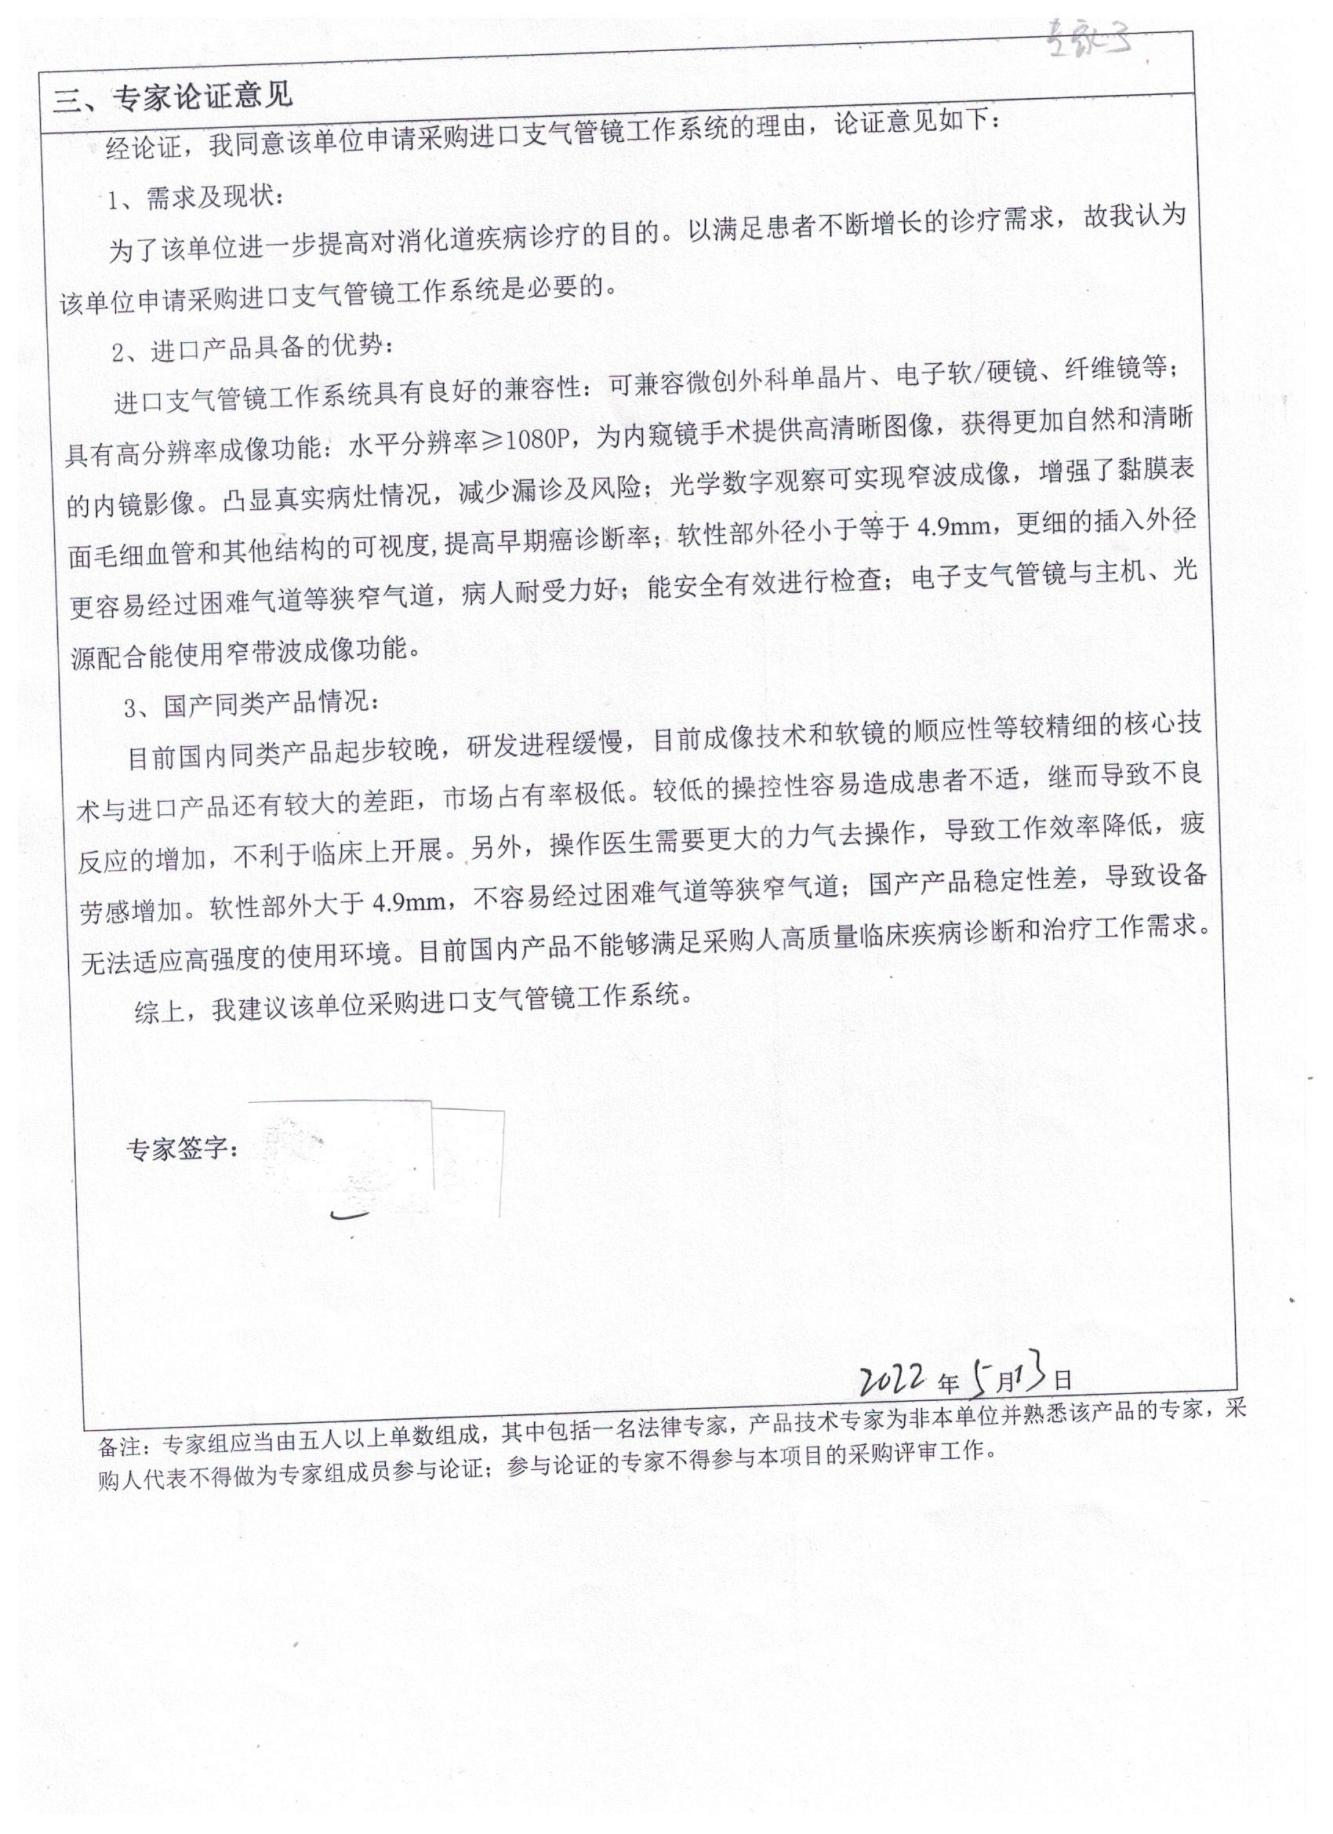 专家3
三、专家论证意见
经论证，我同意该单位申请采购进口支气管镜工作系统的理由，论证意见如下：
1、需求及现状：
为了该单位进一步提高对消化道疾病诊疗的目的。以满足患者不断增长的诊疗需求，故我认为
该单位申请采购进口支气管镜工作系统是必要的。
2、进口产品具备的优势：
进口支气管镜工作系统具有良好的兼容性：可兼容微创外科单晶片、电子软/硬镜、纤维镜等；
具有高分辨率成像功能：水平分辨率≥1080P，为内窥镜手术提供高清晰图像，获得更加自然和清晰
的内镜影像。凸显真实病灶情况，减少漏诊及风险；光学数字观察可实现窄波成像，增强了黏膜表
面毛细血管和其他结构的可视度,提高早期癌诊断率；软性部外径小于等于 4.9mm，更细的插入外径
更容易经过困难气道等狭窄气道，病人耐受力好；能安全有效进行检查；电子支气管镜与主机、光
源配合能使用窄带波成像功能。
3、国产同类产品情况：
目前国内同类产品起步较晚，研发进程缓慢，目前成像技术和软镜的顺应性等较精细的核心技
术与进口产品还有较大的差距，市场占有率极低。较低的操控性容易造成患者不适，继而导致不良
反应的增加，不利于临床上开展。另外，操作医生需要更大的力气去操作，导致工作效率降低，疲
劳感增加。软性部外大于 4.9mm，不容易经过困难气道等狭窄气道；国产产品稳定性差，导致设备
无法适应高强度的使用环境。目前国内产品不能够满足采购人高质量临床疾病诊断和治疗工作需求。
综上，我建议该单位采购进口支气管镜工作系统。
专家签字：
2022 年 5 月 13 日
备注：专家组应当由五人以上单数组成，其中包括一名法律专家，产品技术专家为非本单位并熟悉该产品的专家，采
购人代表不得做为专家组成员参与论证；参与论证的专家不得参与本项目的采购评审工作。